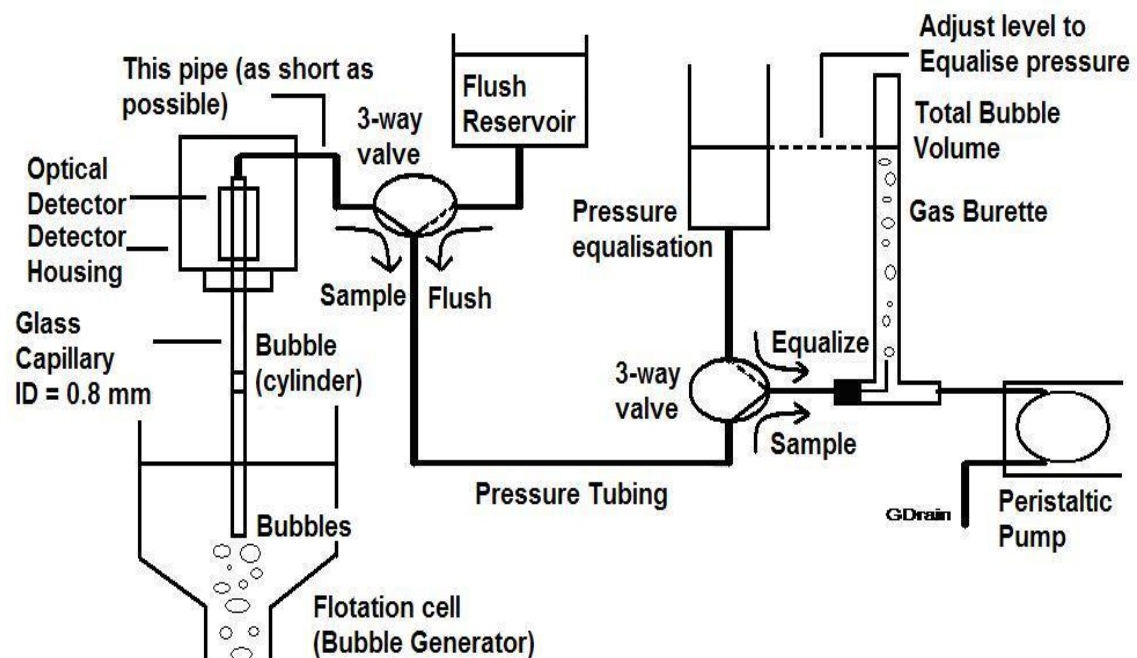 This pipe (as short as
possible)
Flush
Reservoir
3-way
valve
Adjust level to
Equalise pressure
Total Bubble
Volume
Optical
Detector
Detector
Housing
Pressure
equalisation
Gas Burette
Sample
Flush
Glass
Capillary
ID = 0.8 mm
Bubble
(cylinder)
Equalize
3-way
valve
Sample
Pressure Tubing
Bubbles
GDrain
Peristaltic
Pump
Flotation cell
(Bubble Generator)